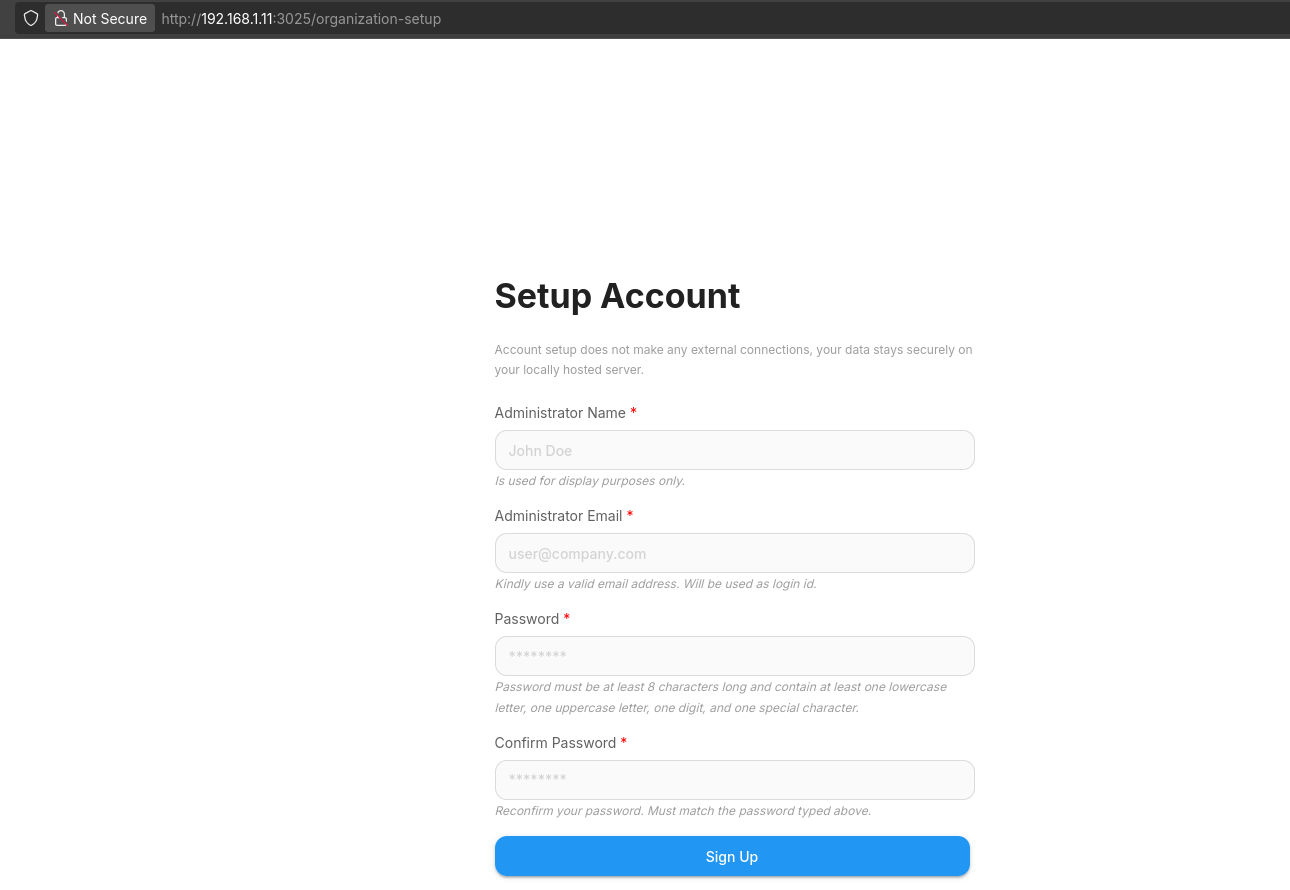 Not Secure http://192.168.1.11:3025/organization-setup
Setup Account
Account setup does not make any external connections, your data stays securely on
your locally hosted server.
Administrator Name *
John Doe
Is used for display purposes only.
Administrator Email *
user@company.com
Kindly use a valid email address. Will be used as login id.
Password *
********
Password must be at least 8 characters long and contain at least one lowercase
letter, one uppercase letter, one digit, and one special character.
Confirm Password *
********
Reconfirm your password. Must match the password typed above.
Sign Up